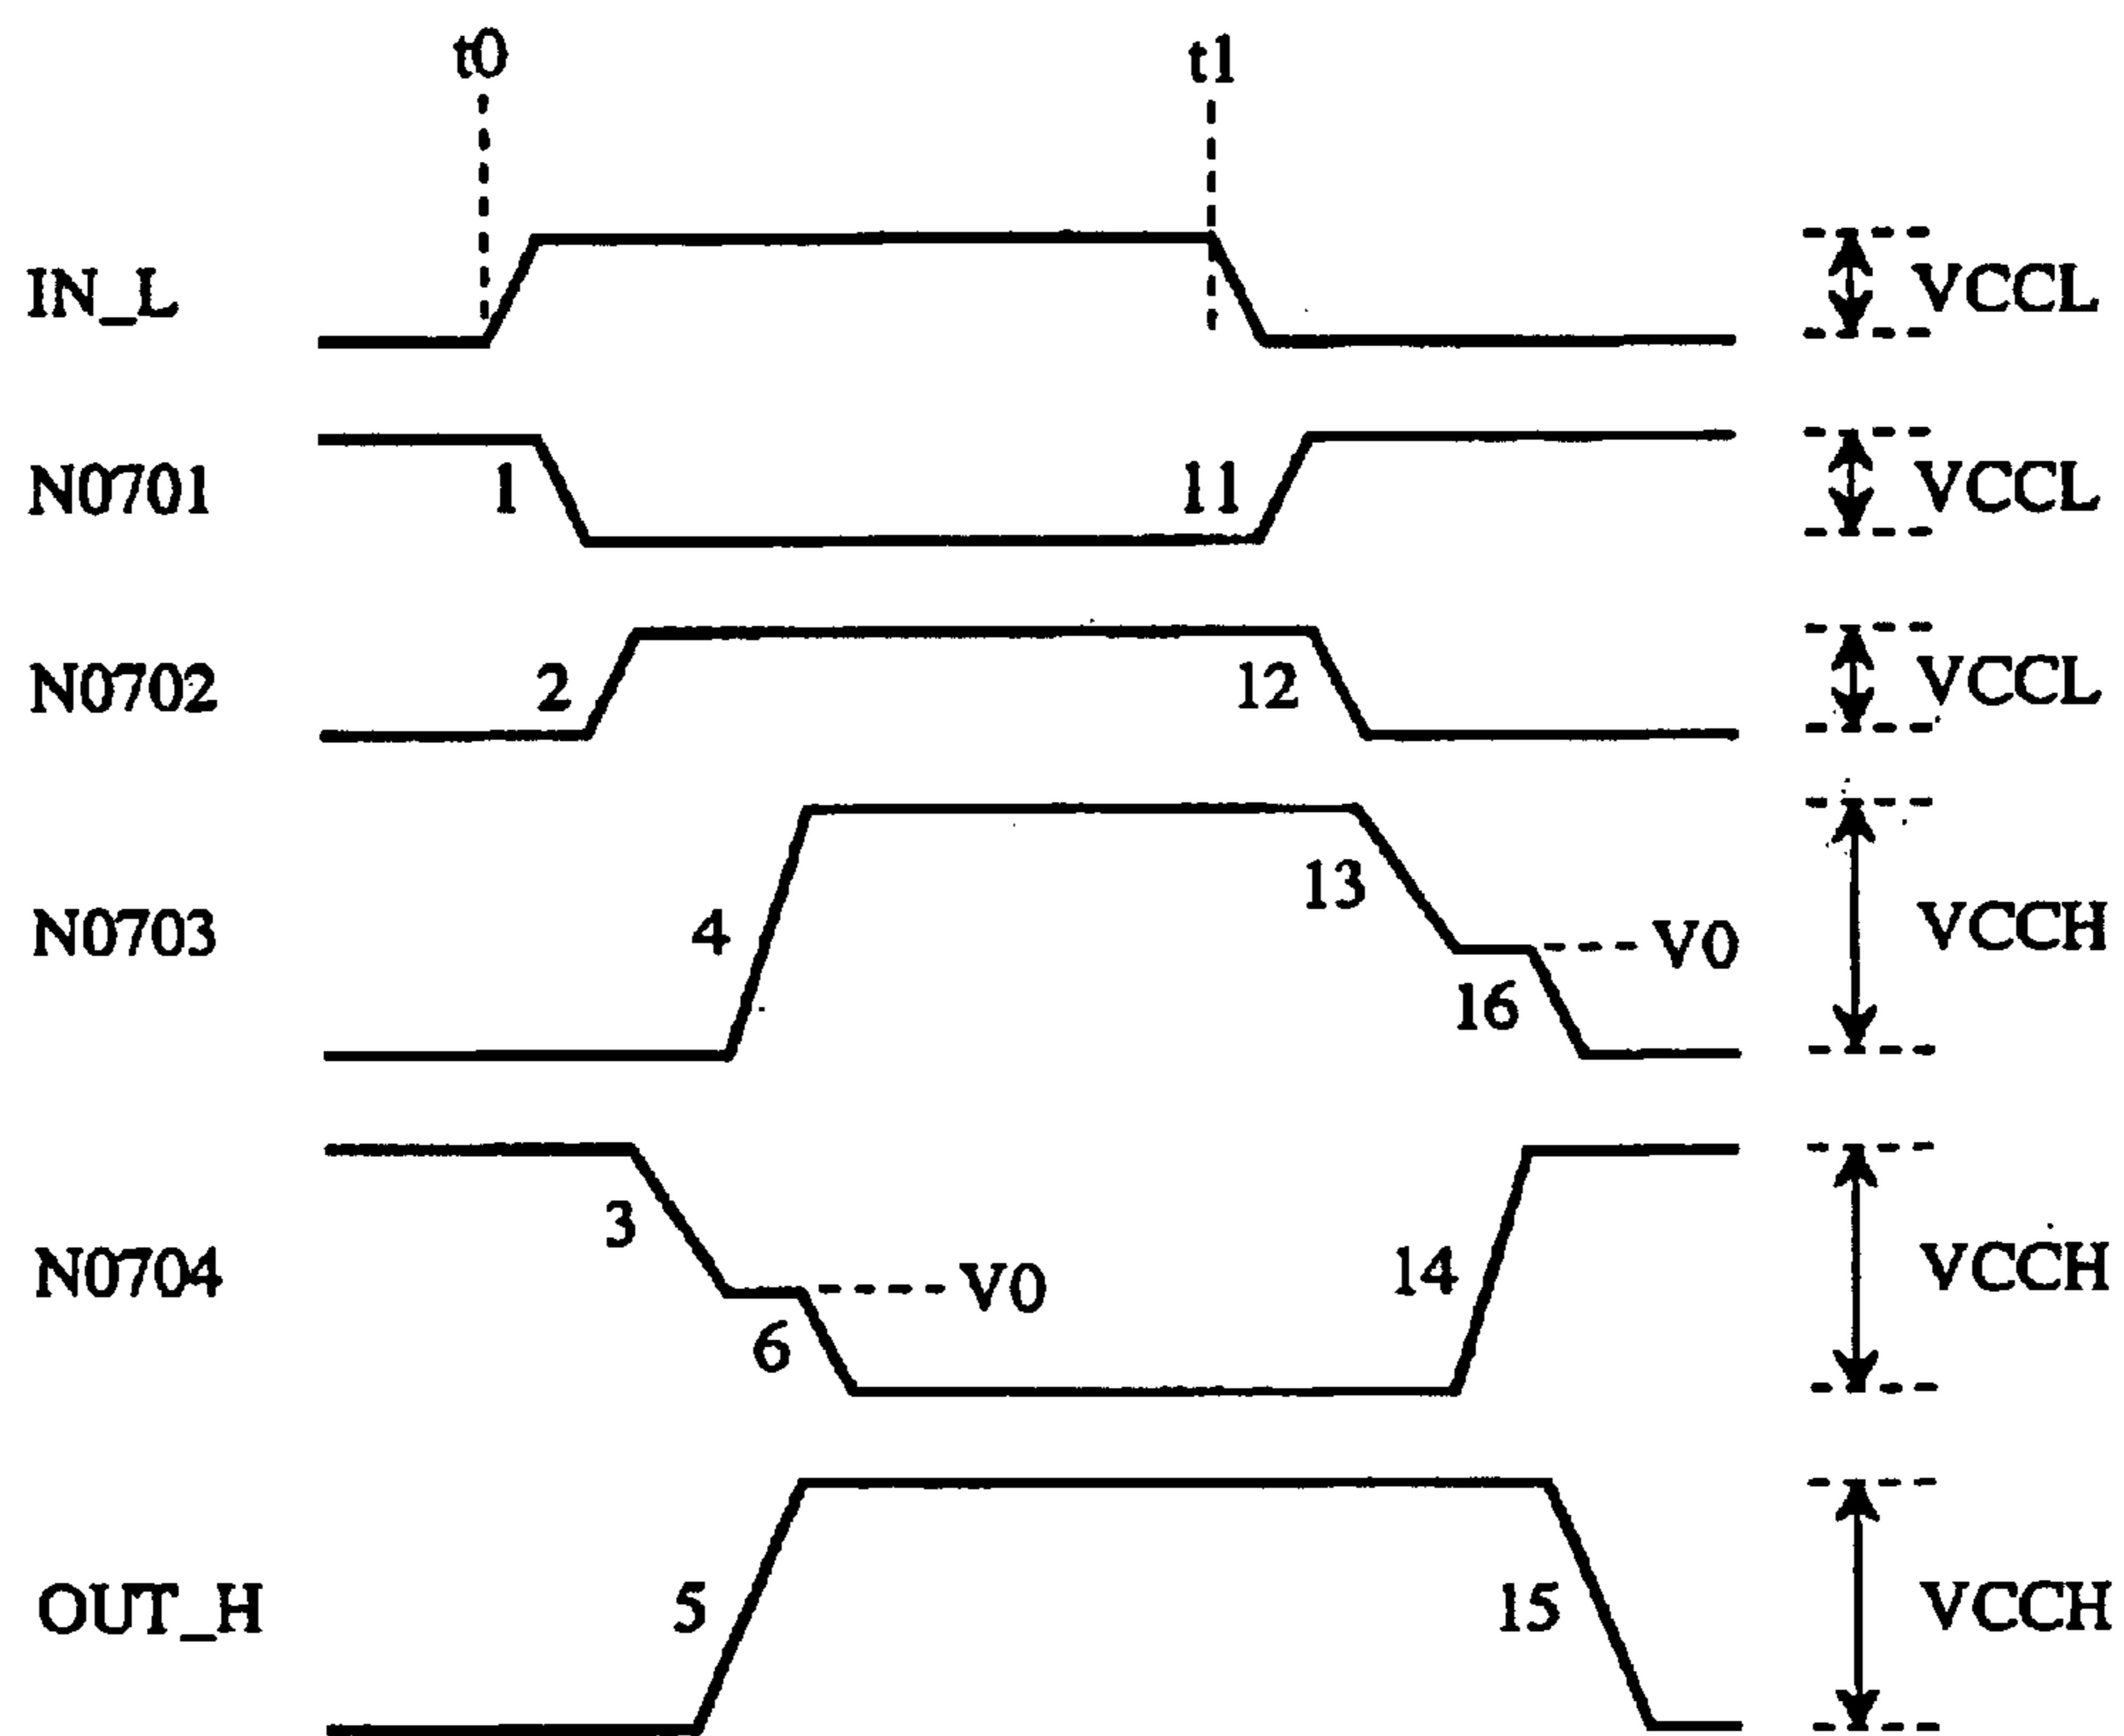 t0 t1
IN_L VCCL
N0701 1 11 VCCL
N0702 2 12 VCCL
N0703 4 13 V0 16 VCCH
N0704 3 V0 6 14 VCCH
OUT_H 5 15 VCCH